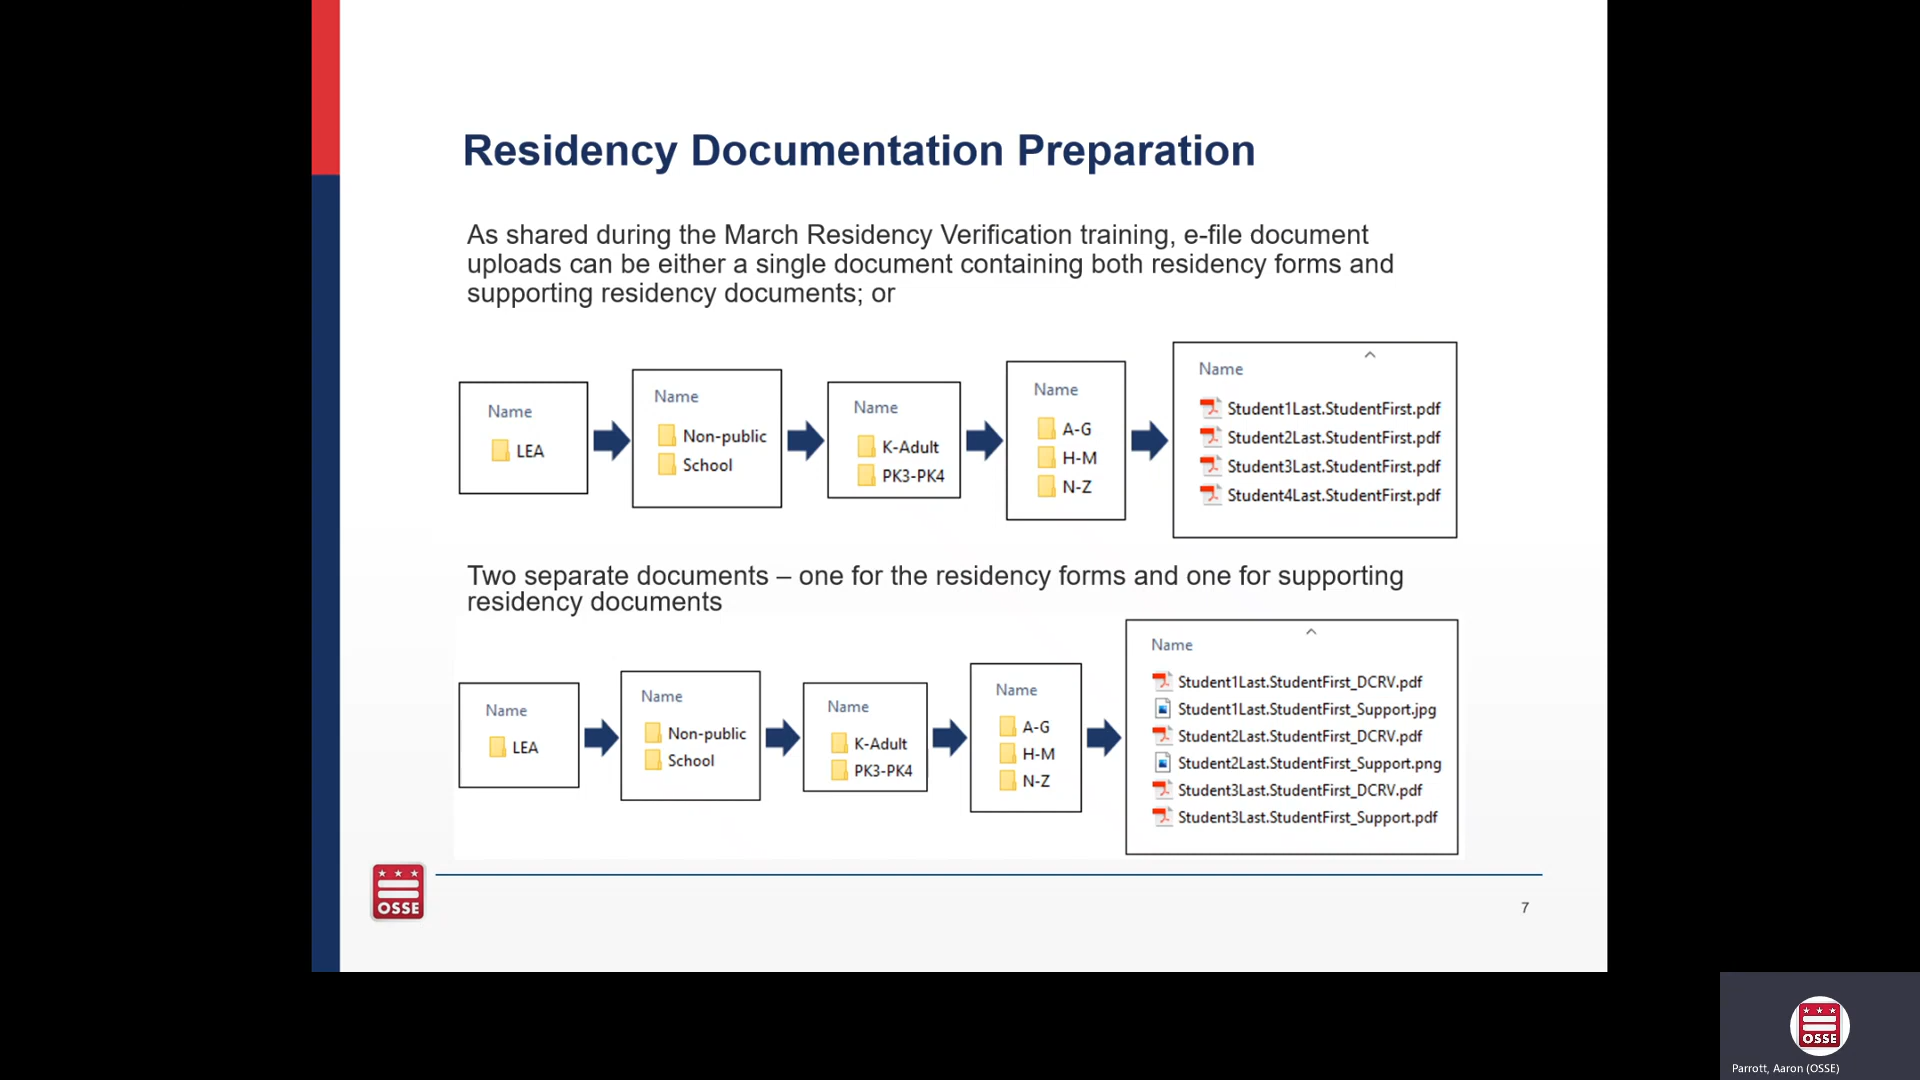 Residency Documentation Preparation
As shared during the March Residency Verification training, e-file document
uploads can be either a single document containing both residency forms and
supporting residency documents; or
Name
LEA
Name
Non-public
School
Name
K-Adult
PK3-PK4
Name
A-G
H-M
N-Z
Name
Student1Last.StudentFirst.pdf
Student2Last.StudentFirst.pdf
Student3Last.StudentFirst.pdf
Student4Last.StudentFirst.pdf
Two separate documents – one for the residency forms and one for supporting
residency documents
Name
LEA
Name
Non-public
School
Name
K-Adult
PK3-PK4
Name
A-G
H-M
N-Z
Name
Student1Last.StudentFirst_DCRV.pdf
Student1Last.StudentFirst_Support.jpg
Student2Last.StudentFirst_DCRV.pdf
Student2Last.StudentFirst_Support.png
Student3Last.StudentFirst_DCRV.pdf
Student3Last.StudentFirst_Support.pdf
OSSE
7
OSSE
Parrott, Aaron (OSSE)